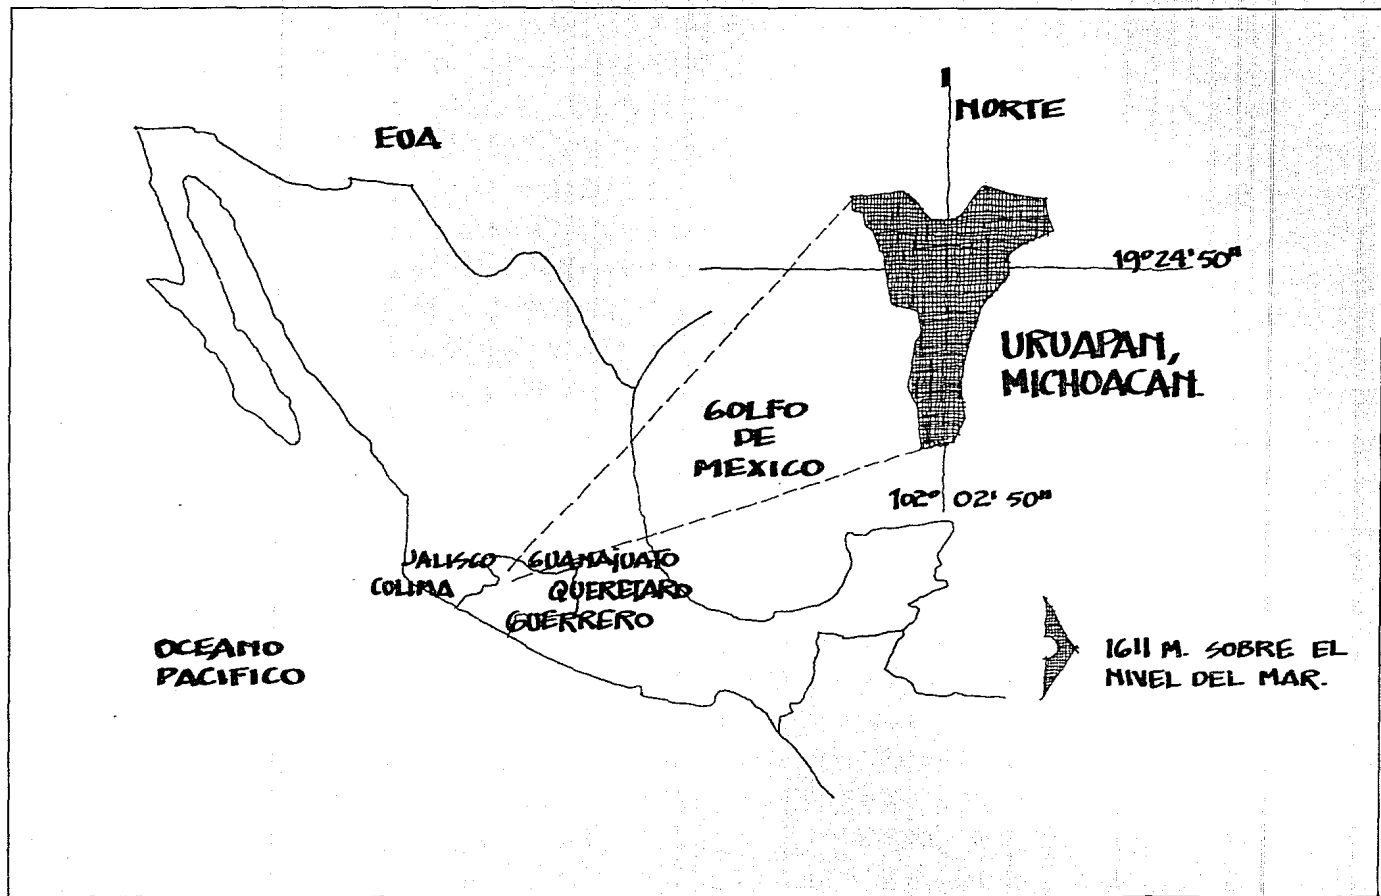 NORTE
EUA
19°24'50"
URUAPAN,
MICHOACAN.
GOLFO
DE
MEXICO
102° 02' 50"
JALISCO
GUANAJUATO
COLIMA
QUERETARO
GUERRERO
OCEANO
PACIFICO
1611 M. SOBRE EL
NIVEL DEL MAR.